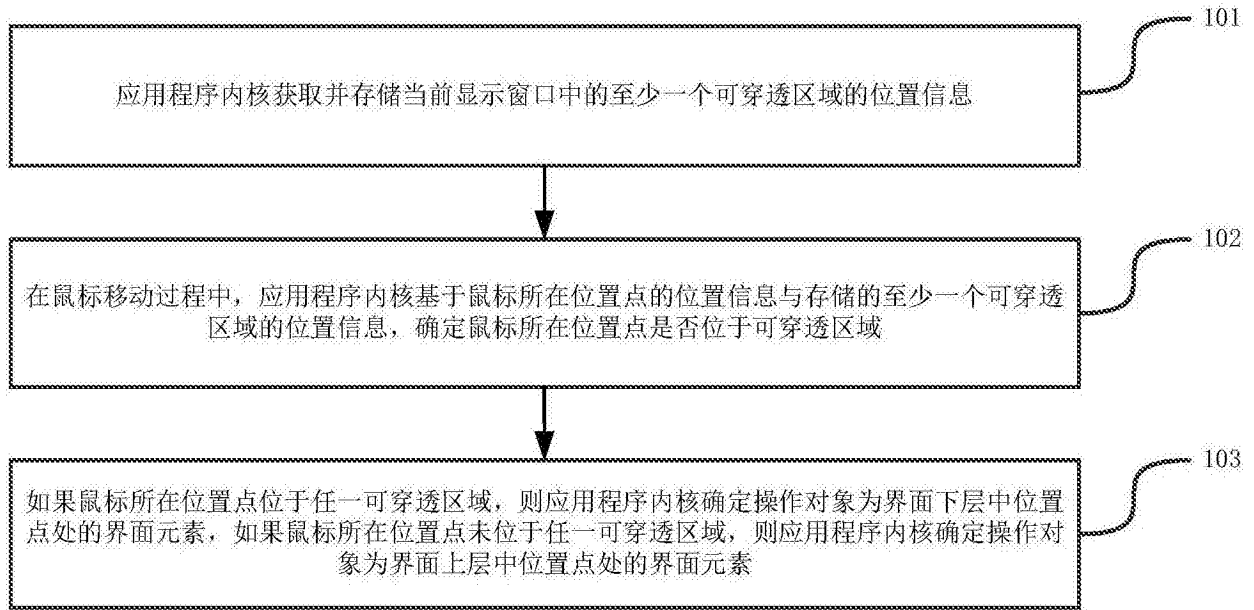 101
应用程序内核获取并存储当前显示窗口中的至少一个可穿透区域的位置信息
102
在鼠标移动过程中，应用程序内核基于鼠标所在位置点的位置信息与存储的至少一个可穿透
区域的位置信息，确定鼠标所在位置点是否位于可穿透区域
103
如果鼠标所在位置点位于任一可穿透区域，则应用程序内核确定操作对象为界面下层中位置
点处的界面元素，如果鼠标所在位置点未位于任一可穿透区域，则应用程序内核确定操作对
象为界面上层中位置点处的界面元素